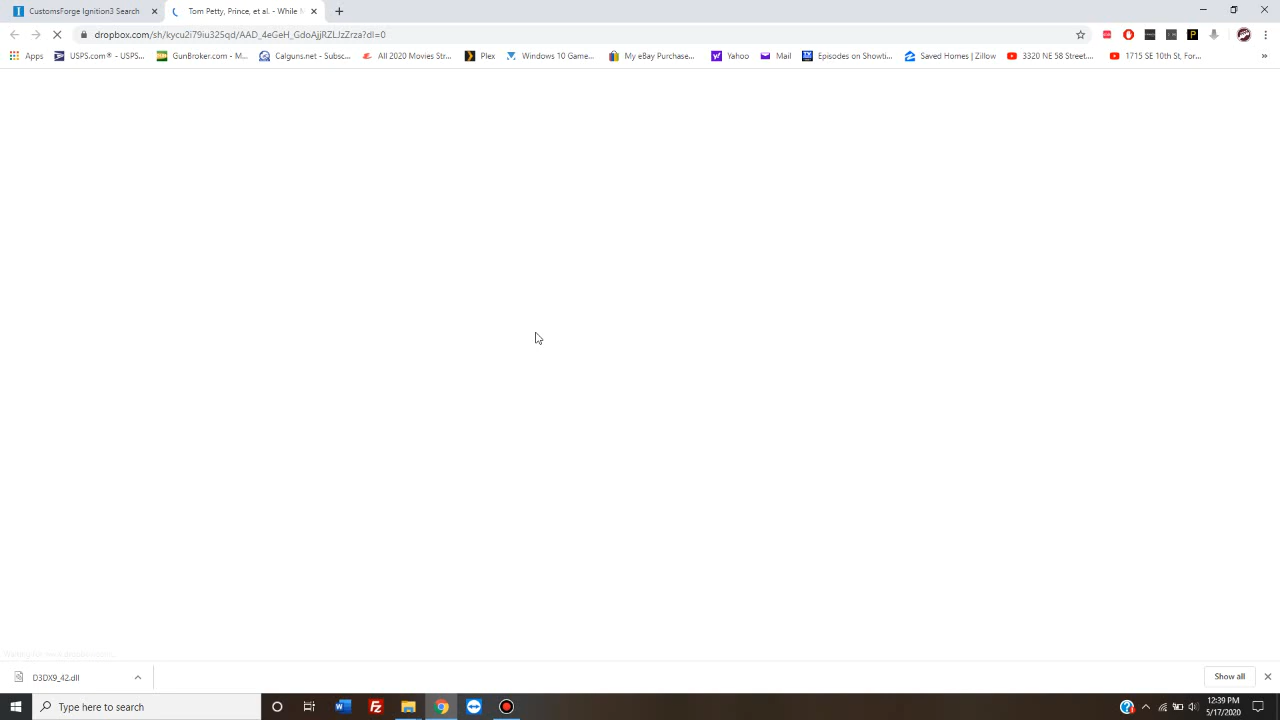 CustomsForge Ignition3 Search
Tom Petty, Prince, et al. - While M
dropbox.com/sh/kycu2i79iu325qd/AAD_4eGeH_GdoAjjRZLJzZrza?dl=0
Apps
USPS.com® - USPS...
GunBroker.com - M...
Calguns.net - Subsc...
All 2020 Movies Str...
Plex
Windows 10 Game...
My eBay Purchase...
Yahoo
Mail
Episodes on Showti...
Saved Homes | Zillow
3320 NE 58 Street,...
1715 SE 10th St, For...
D3DX9_42.dll
Show all
Type here to search
12:39 PM
5/17/2020